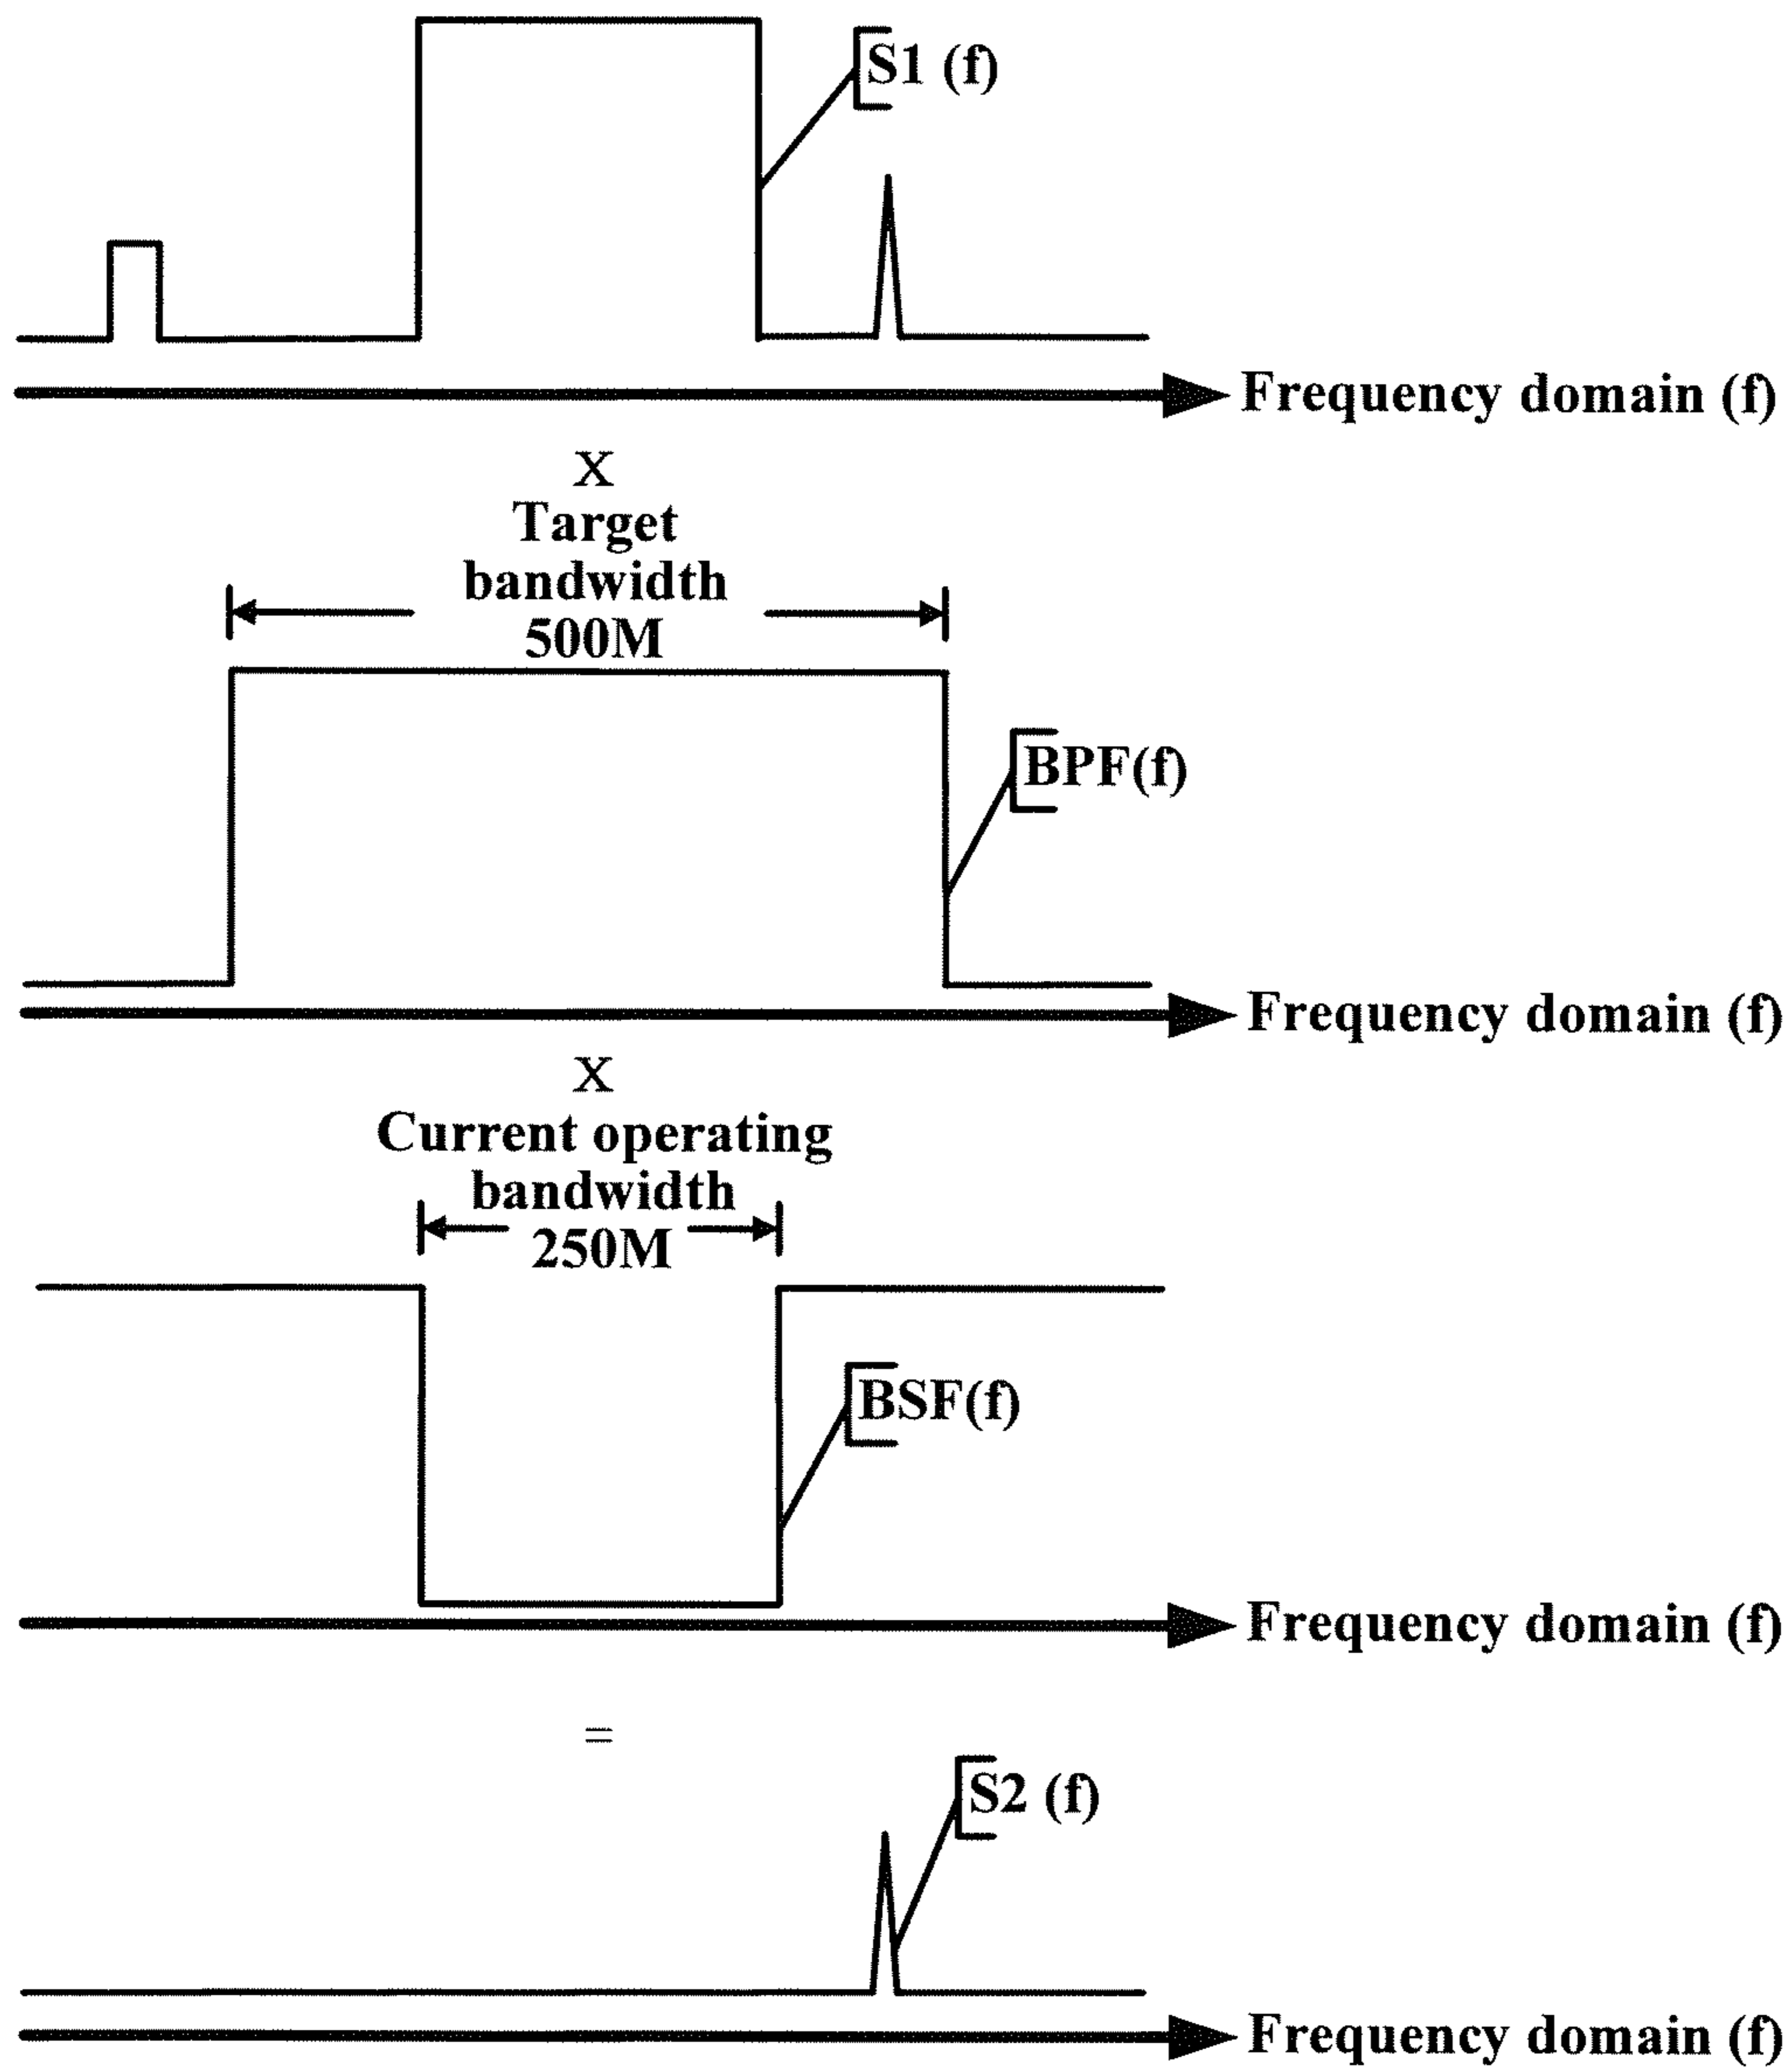 S1 (f)
Frequency domain (f)
X
Target
bandwidth
500M
BPF(f)
Frequency domain (f)
X
Current operating
bandwidth
250M
BSF(f)
Frequency domain (f)
=
S2 (f)
Frequency domain (f)